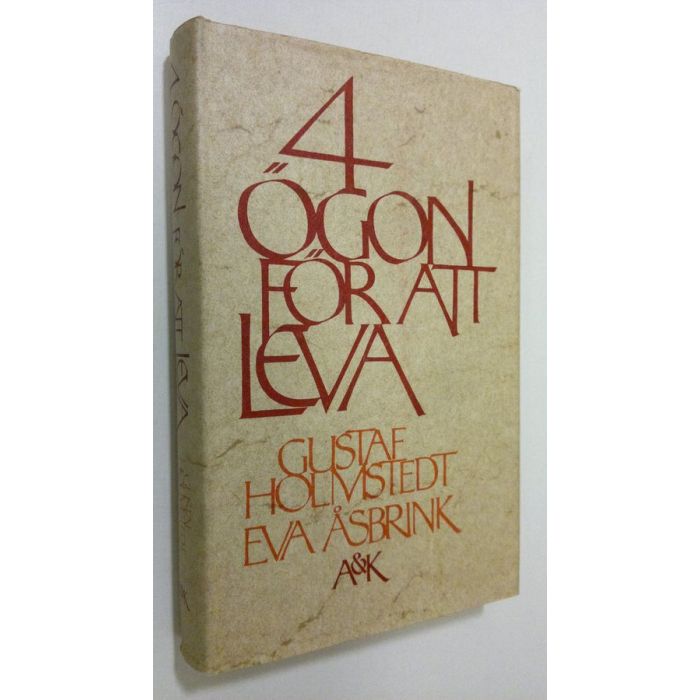 4
ÖGON
FÖR ATT
LEVA
GUSTAF
HOLMSTEDT
EVA ÅSBRINK
A&K
4 ÖGON FÖR ATT LEVA